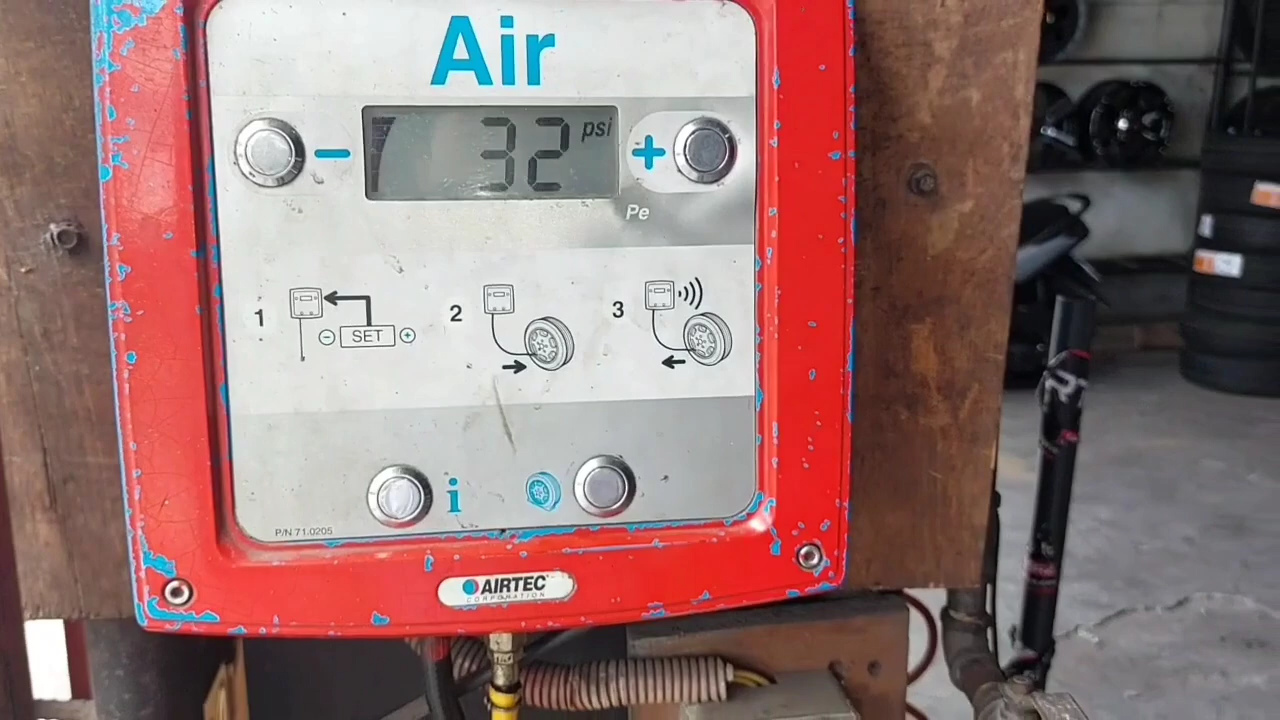 Air
- 32 psi +
Pe
1 SET 2 3
i
P/N 71.0205
AIRTEC
CORPORATION